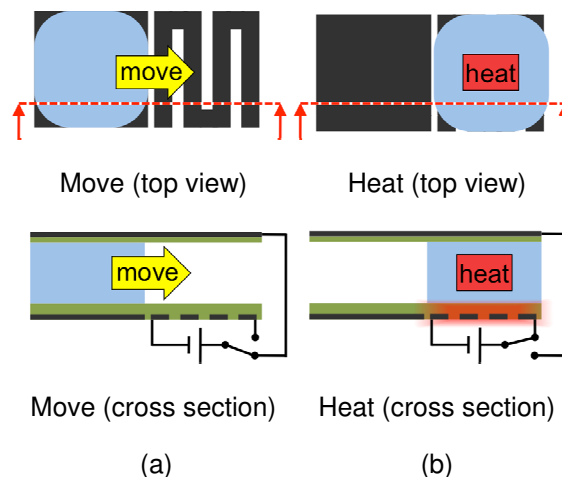 move
heat
Move (top view)
Heat (top view)
move
heat
Move (cross section)
Heat (cross section)
(a)
(b)